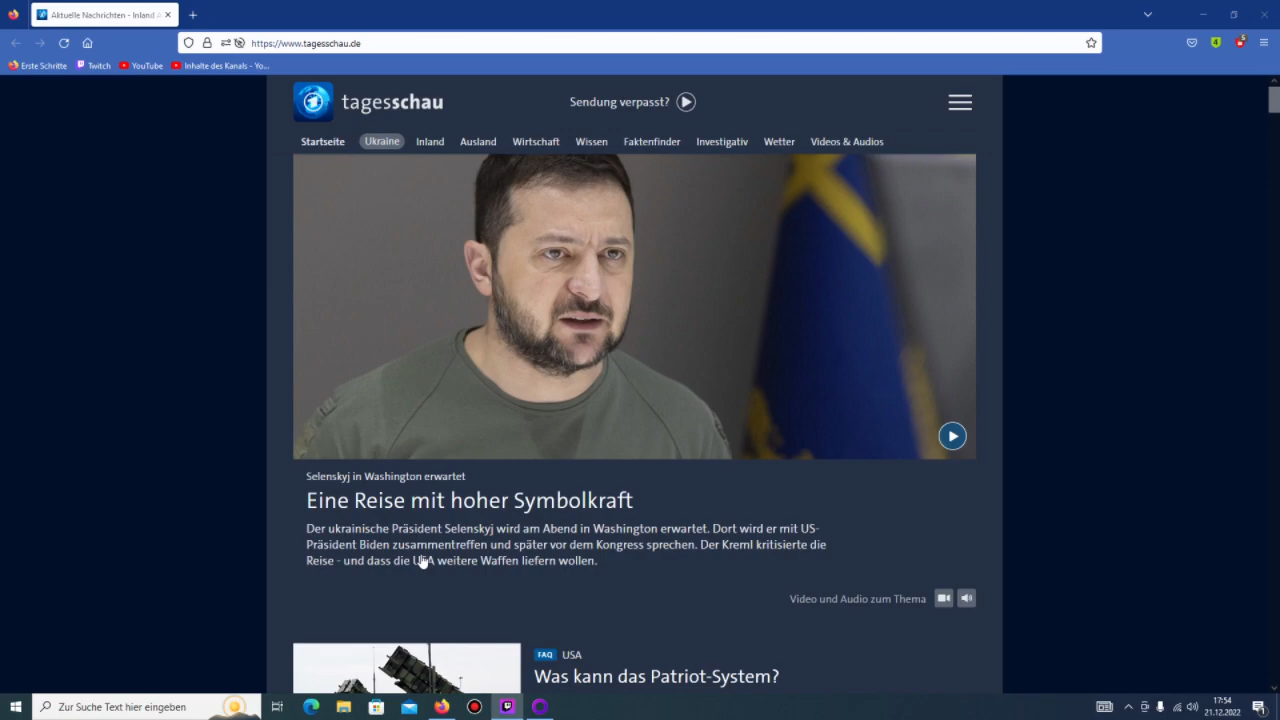 Aktuelle Nachrichten - Inland
https://www.tagesschau.de
Erste Schritte
Twitch
YouTube
Inhalte des Kanals – Yo...
tagesschau
Sendung verpasst?
Startseite
Ukraine
Inland
Ausland
Wirtschaft
Wissen
Faktenfinder
Investigativ
Wetter
Videos & Audios
Selenskyj in Washington erwartet
Eine Reise mit hoher Symbolkraft
Der ukrainische Präsident Selenskyj wird am Abend in Washington erwartet. Dort wird er mit US-
Präsident Biden zusammentreffen und später vor dem Kongress sprechen. Der Kreml kritisierte die
Reise - und dass die USA weitere Waffen liefern wollen.
Video und Audio zum Thema
FAQ USA
Was kann das Patriot-System?
Zur Suche Text hier eingeben
17:54
21.12.2022